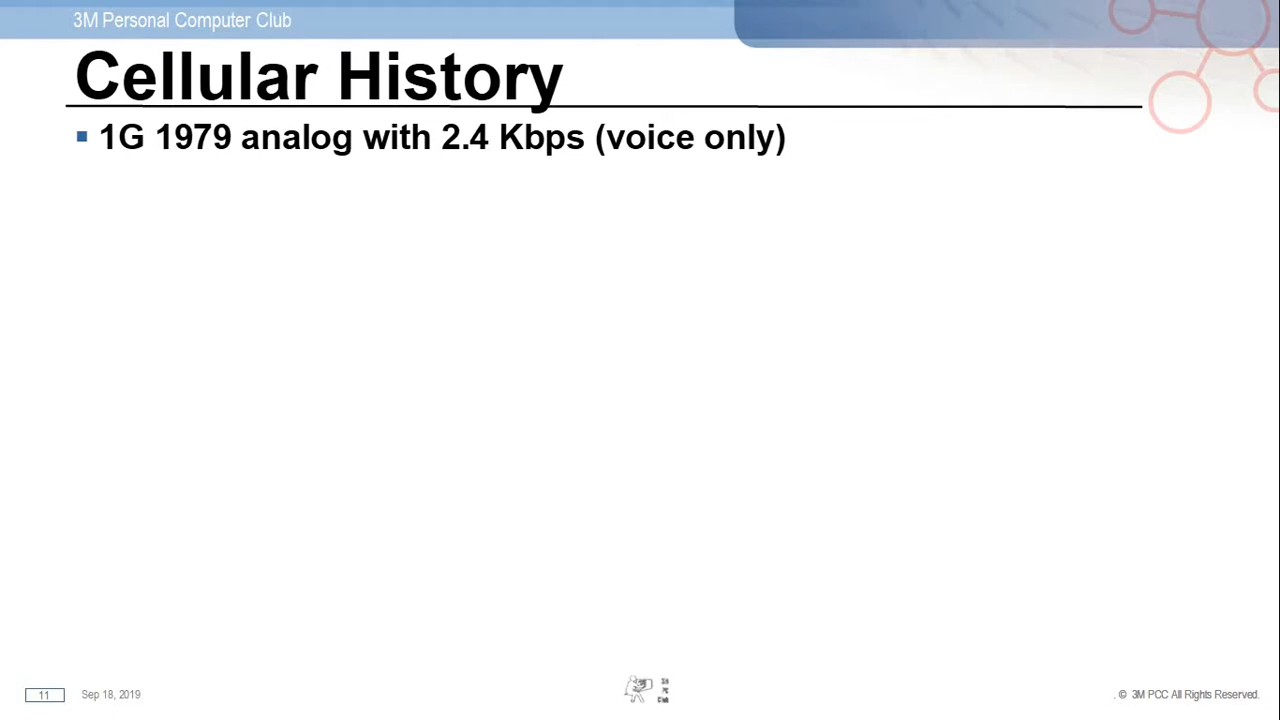 3M Personal Computer Club
Cellular History
▪ 1G 1979 analog with 2.4 Kbps (voice only)
11
Sep 18, 2019
. © 3M PCC All Rights Reserved.